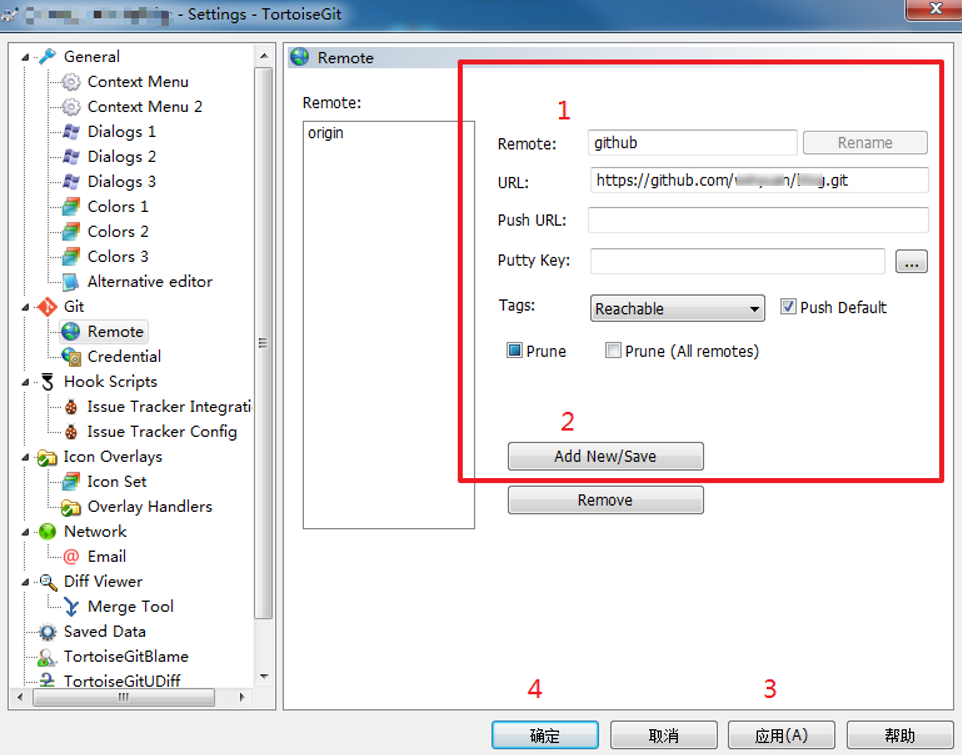 - Settings - TortoiseGit
General
Context Menu
Context Menu 2
Dialogs 1
Dialogs 2
Dialogs 3
Colors 1
Colors 2
Colors 3
Alternative editor
Git
Remote
Credential
Hook Scripts
Issue Tracker Integrati
Issue Tracker Config
Icon Overlays
Icon Set
Overlay Handlers
Network
Email
Diff Viewer
Merge Tool
Saved Data
TortoiseGitBlame
TortoiseGitUDiff
Remote
Remote:
origin
1
Remote: github Rename
URL: https://github.com/ / .git
Push URL:
Putty Key: ...
Tags: Reachable Push Default
Prune Prune (All remotes)
2
Add New/Save
Remove
4 3
确定 取消 应用(A) 帮助